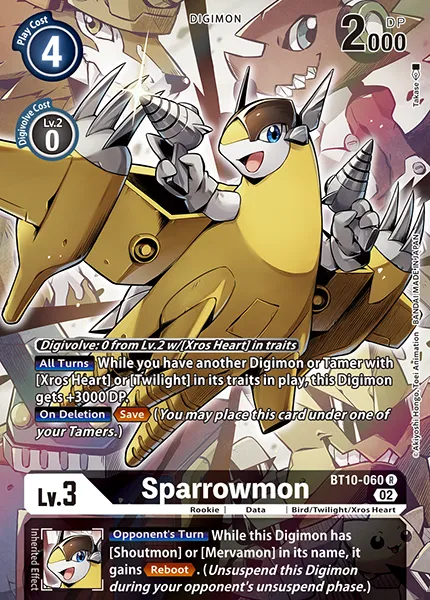 DIGIMON
Play Cost
4
DP
2000
Digivolve Cost
Lv.2
0
Takase
©Akiyoshi Hongo, Toei Animation BANDAI MADE IN JAPAN
Digivolve: 0 from Lv.2 w/[Xros Heart] in traits
All Turns While you have another Digimon or Tamer with
[Xros Heart] or [Twilight] in its traits in play, this Digimon
gets +3000 DP.
On Deletion Save (You may place this card under one of
your Tamers.)
Lv.3
Sparrowmon
BT10-060 R
02
Rookie | Data | Bird/Twilight/Xros Heart
Inherited Effect
Opponent's Turn While this Digimon has
[Shoutmon] or [Mervamon] in its name, it
gains Reboot. (Unsuspend this Digimon
during your opponent's unsuspend phase.)